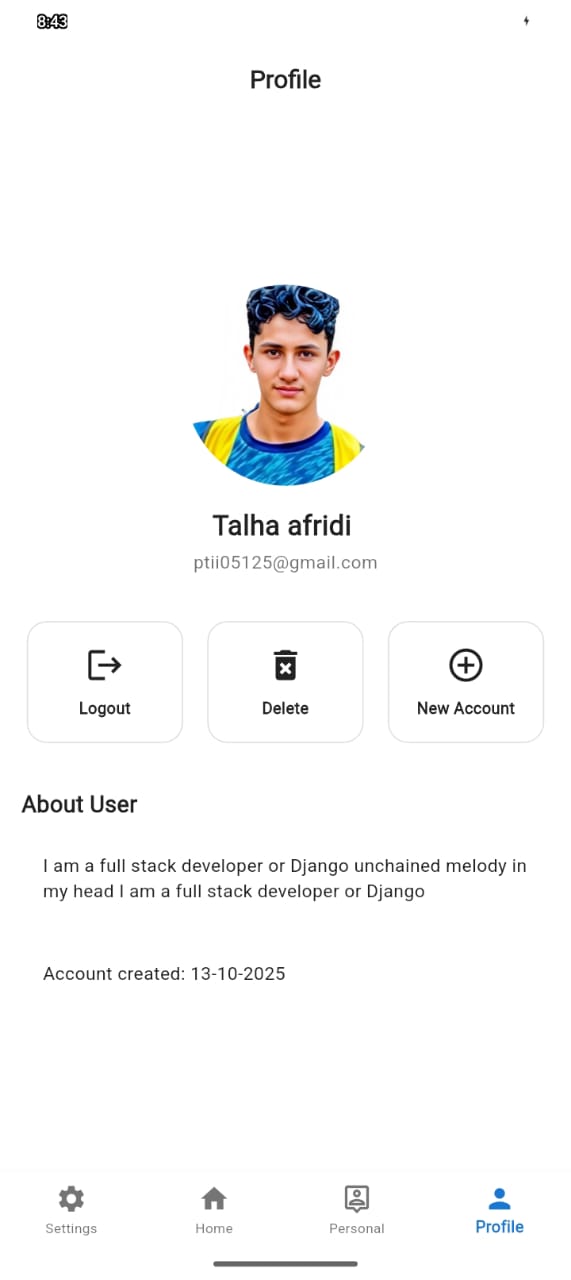 8:43
Profile
Talha afridi
ptii05125@gmail.com
Logout
Delete
New Account
About User
I am a full stack developer or Django unchained melody in
my head I am a full stack developer or Django
Account created: 13-10-2025
Settings
Home
Personal
Profile